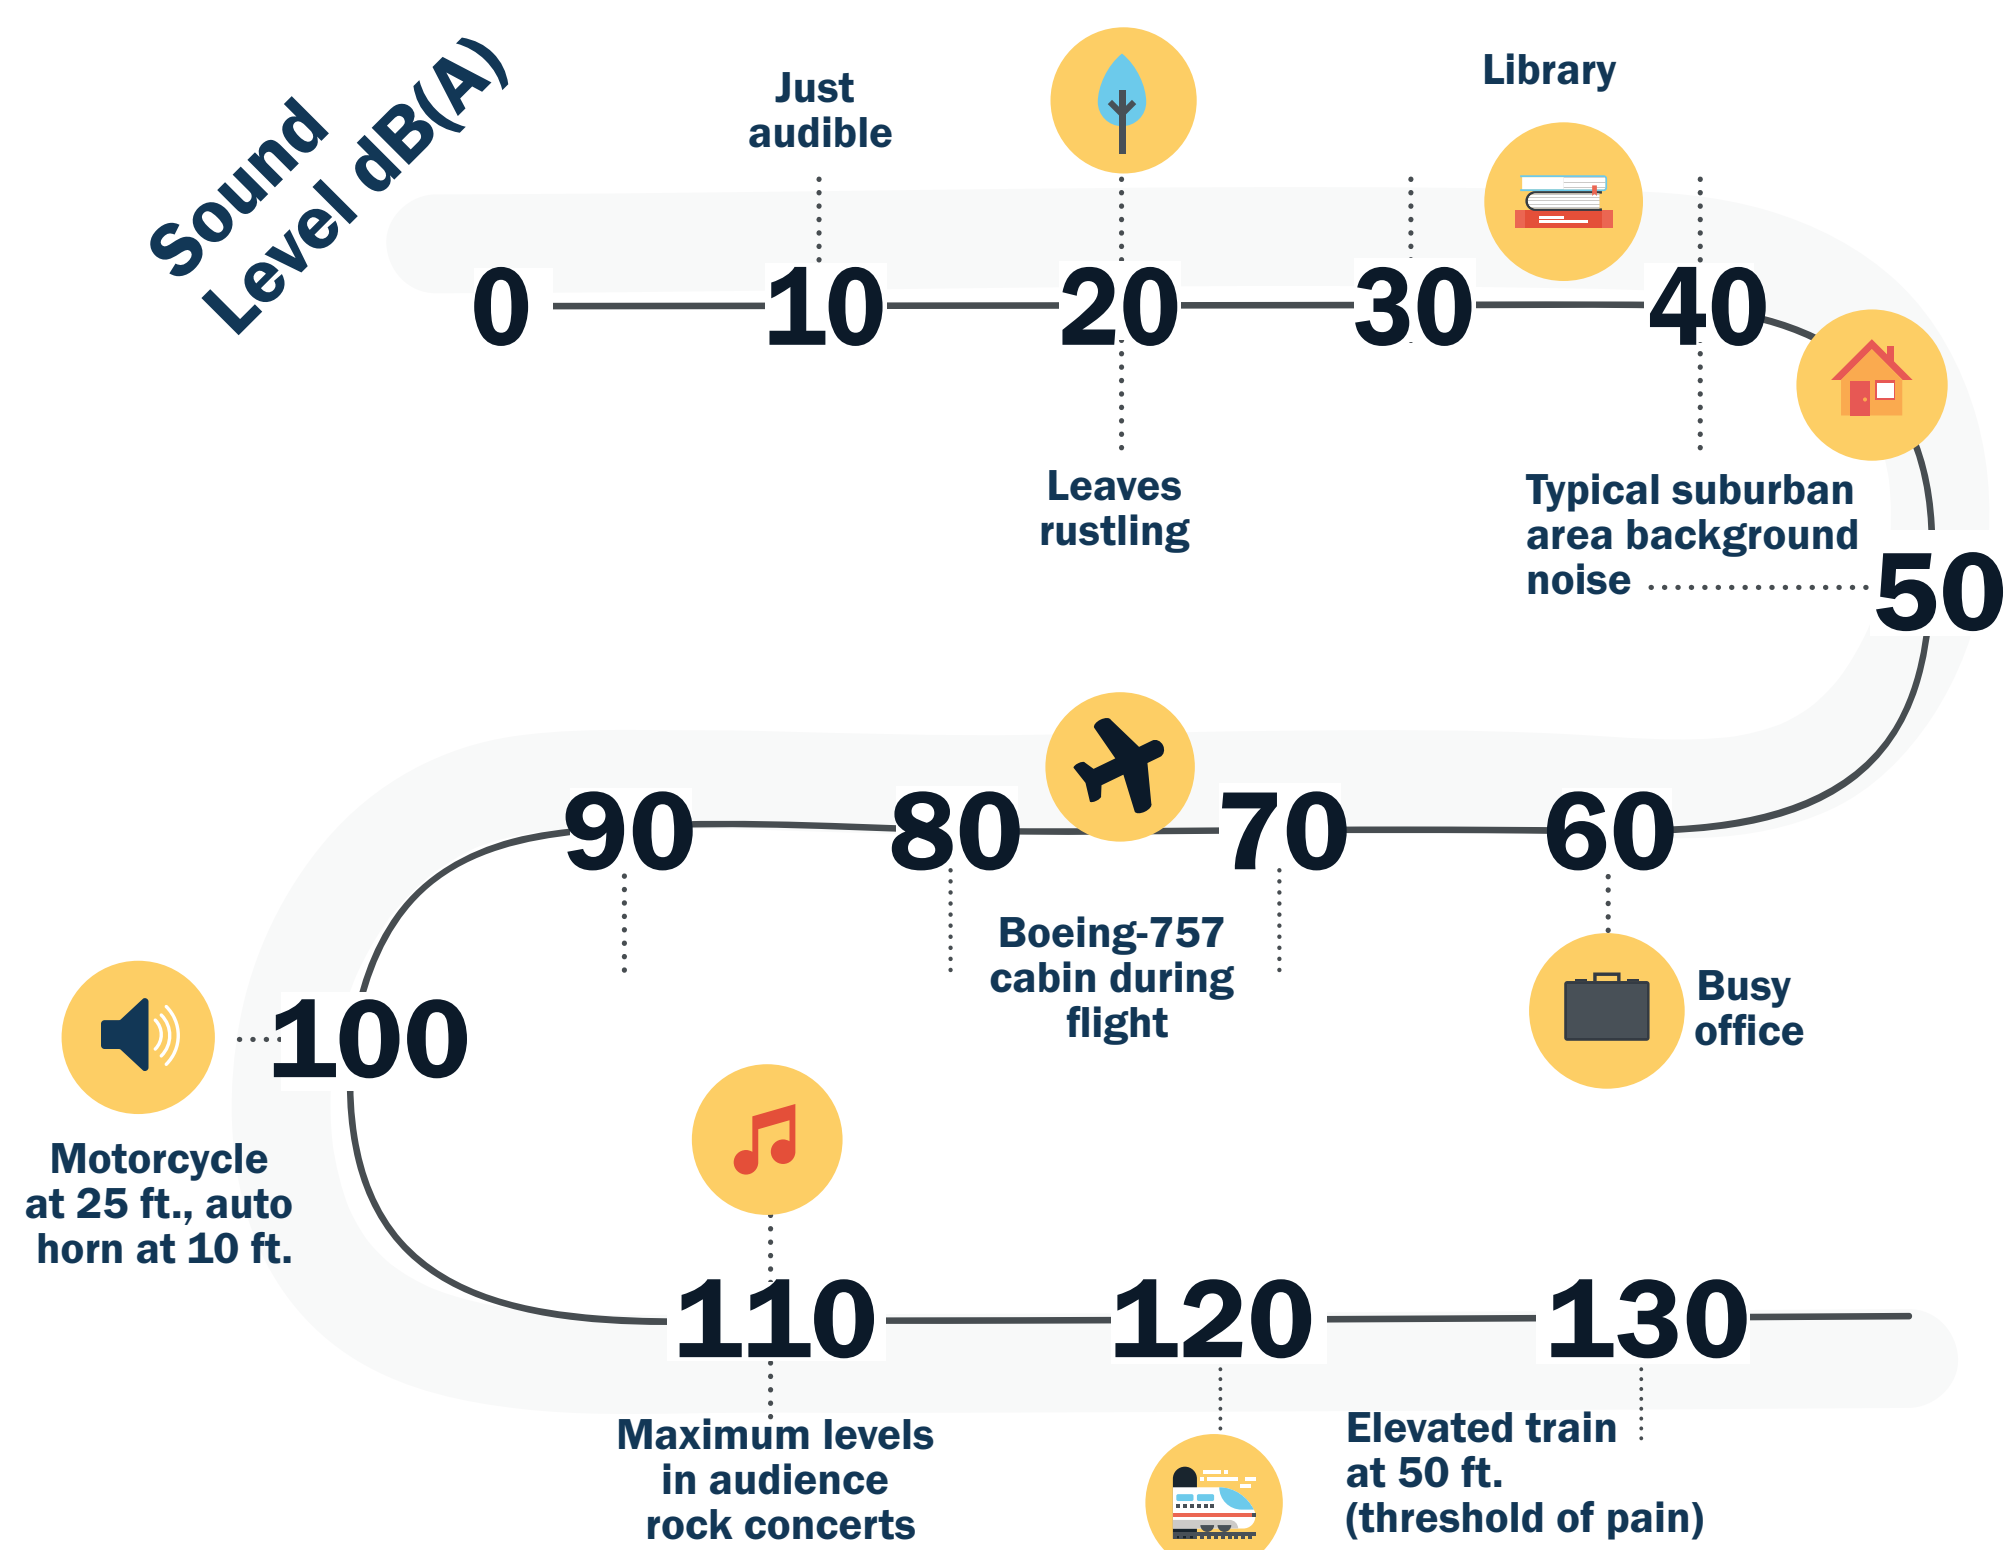 Sound
Level dB(A)
Just
audible
Library
0
10
20
30
40
Leaves
rustling
Typical suburban
area background
noise
50
90
80
70
60
Boeing-757
cabin during
flight
Busy
office
100
Motorcycle
at 25 ft., auto
horn at 10 ft.
110
120
130
Maximum levels
in audience
rock concerts
Elevated train
at 50 ft.
(threshold of pain)